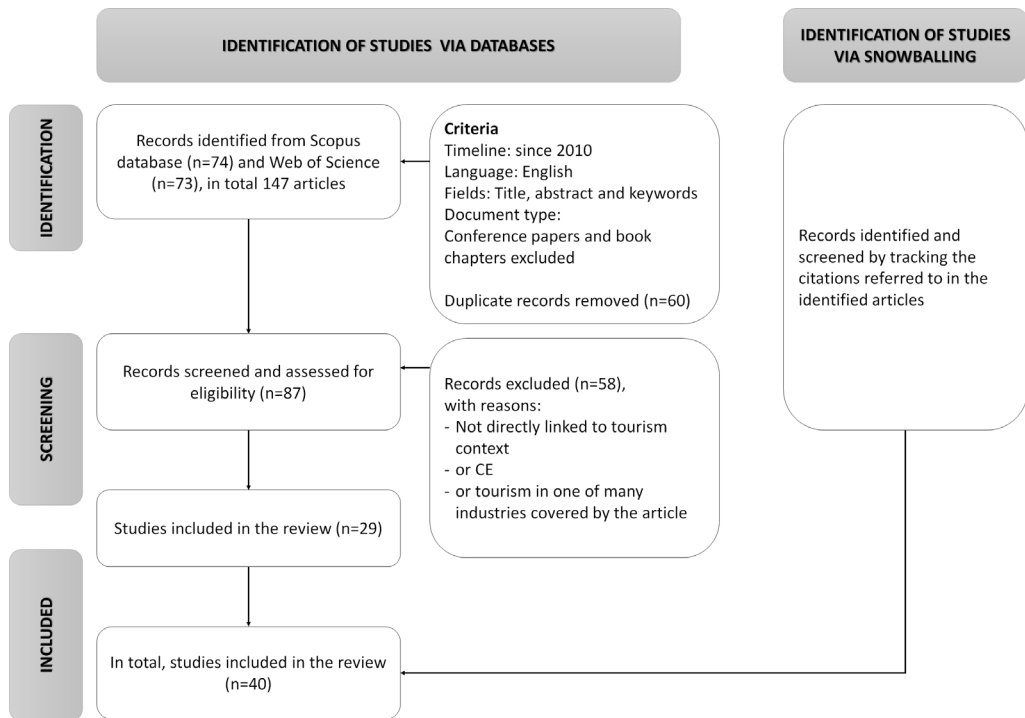 IDENTIFICATION OF STUDIES VIA DATABASES
IDENTIFICATION OF STUDIES
VIA SNOWBALLING
IDENTIFICATION
Records identified from Scopus
database (n=74) and Web of Science
(n=73), in total 147 articles
Criteria
Timeline: since 2010
Language: English
Fields: Title, abstract and keywords
Document type:
Conference papers and book
chapters excluded
Duplicate records removed (n=60)
Records identified and
screened by tracking the
citations referred to in the
identified articles
SCREENING
Records screened and assessed for
eligibility (n=87)
Records excluded (n=58),
with reasons:
- Not directly linked to tourism
context
- or CE
- or tourism in one of many
industries covered by the article
Studies included in the review (n=29)
INCLUDED
In total, studies included in the review
(n=40)